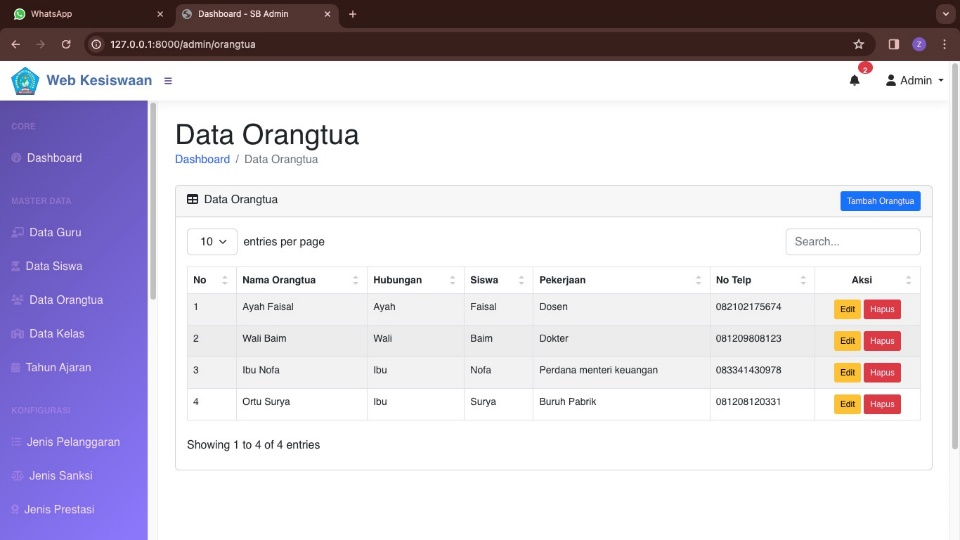 WhatsApp
Dashboard - SB Admin
127.0.0.1:8000/admin/orangtua
Z
Web Kesiswaan
2
Admin
CORE
Dashboard
MASTER DATA
Data Guru
Data Siswa
Data Orangtua
Data Kelas
Tahun Ajaran
KONFIGURASI
Jenis Pelanggaran
Jenis Sanksi
Jenis Prestasi
Data Orangtua
Dashboard / Data Orangtua
Data Orangtua
Tambah Orangtua
10 entries per page
Search...
No Nama Orangtua Hubungan Siswa Pekerjaan No Telp Aksi
1 Ayah Faisal Ayah Faisal Dosen 082102175674 Edit Hapus
2 Wali Baim Wali Baim Dokter 081209808123 Edit Hapus
3 Ibu Nofa Ibu Nofa Perdana menteri keuangan 083341430978 Edit Hapus
4 Ortu Surya Ibu Surya Buruh Pabrik 081208120331 Edit Hapus
Showing 1 to 4 of 4 entries